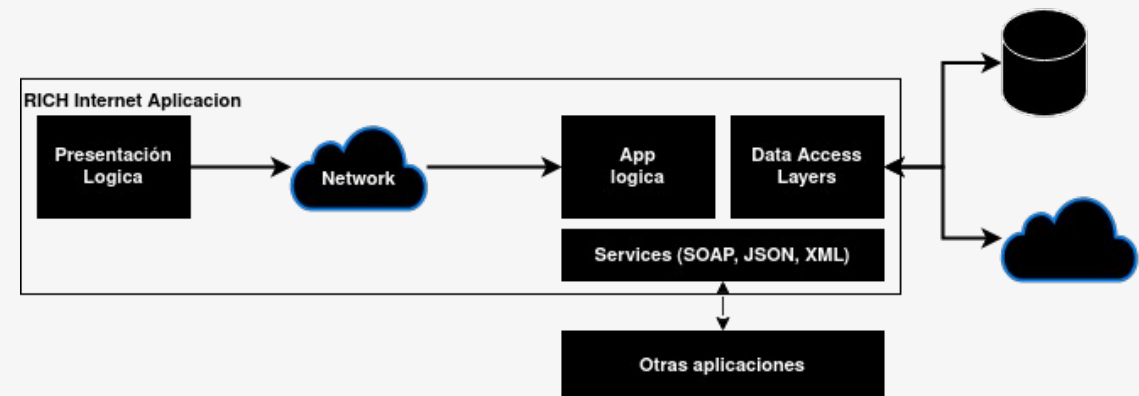 RICH Internet Aplicacion
Presentación
Logica
Network
App
logica
Data Access
Layers
Services (SOAP, JSON, XML)
Otras aplicaciones